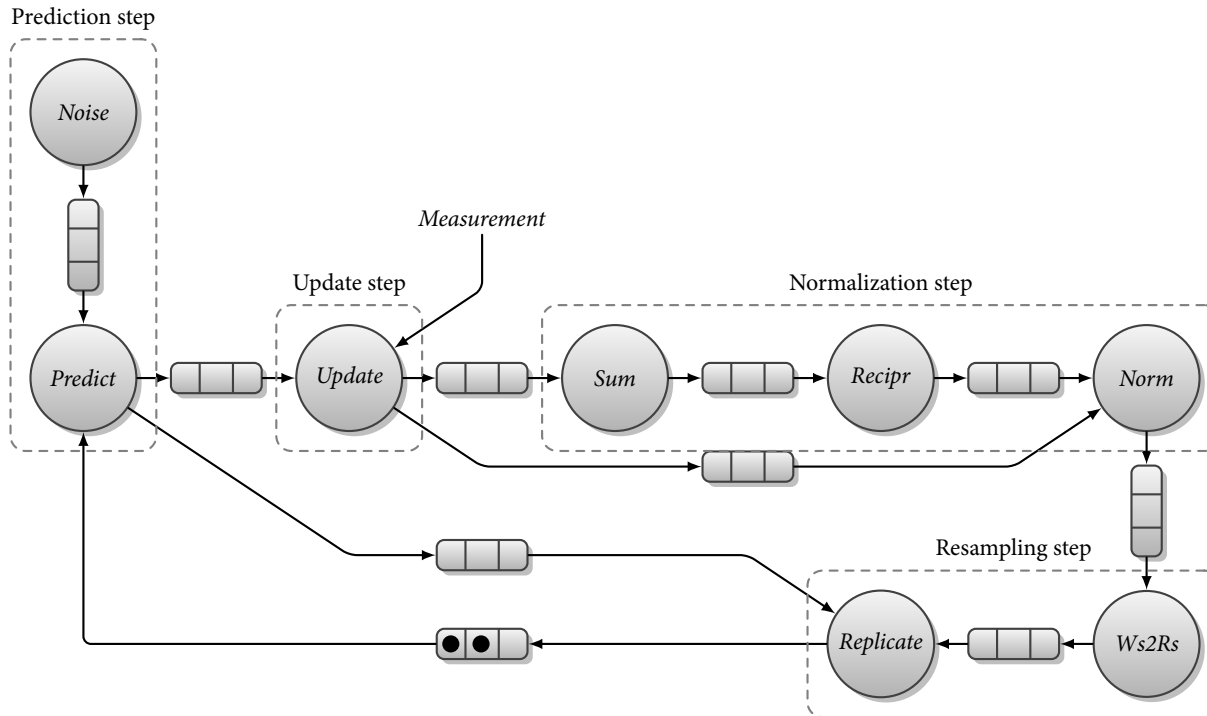 Prediction step
Noise
Measurement
Update step
Normalization step
Predict
Update
Sum
Recipr
Norm
Resampling step
Replicate
Ws2Rs